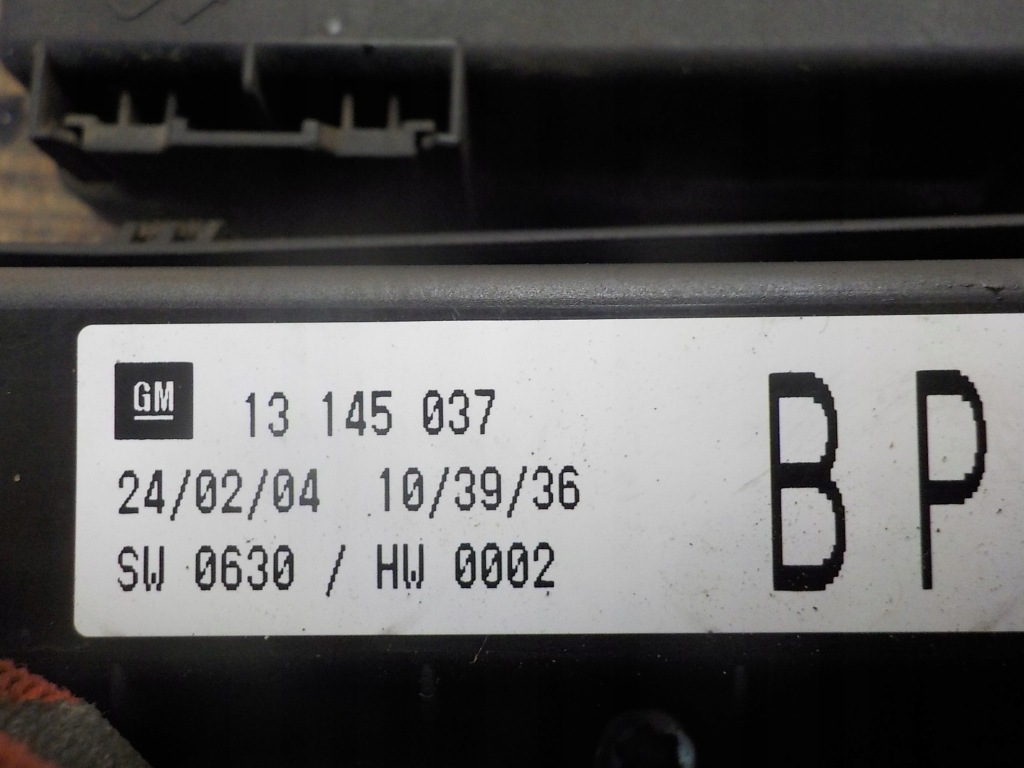 GM 13 145 037
24/02/04 10/39/36
SW 0630 / HW 0002
BP